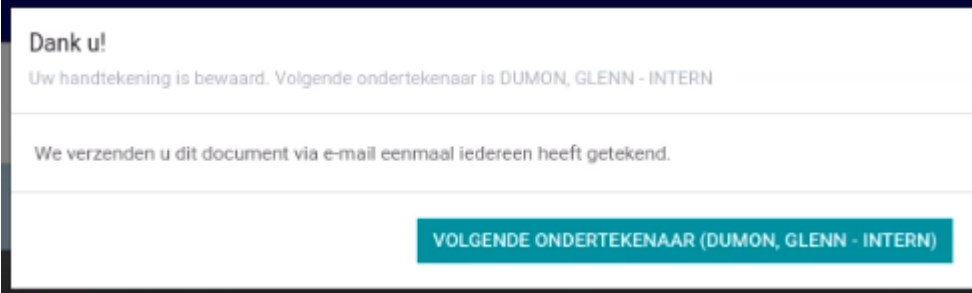 Dank u!
Uw handtekening is bewaard. Volgende ondertekenaar is DUMON, GLENN - INTERN
We verzenden u dit document via e-mail eenmaal iedereen heeft getekend.
VOLGENDE ONDERTEKENAAR (DUMON, GLENN - INTERN)